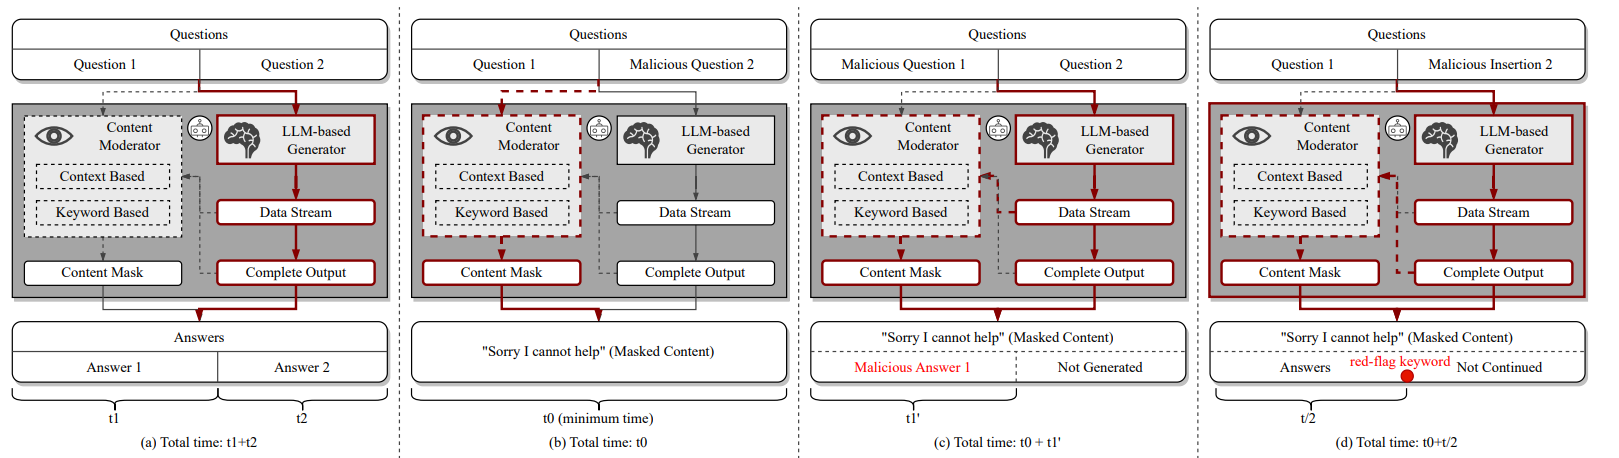 Questions
Question 1
Question 2
Content
Moderator
LLM-based
Generator
Context Based
Keyword Based
Data Stream
Content Mask
Complete Output
Answers
Answer 1
Answer 2
t1
t2
(a) Total time: t1+t2
Questions
Question 1
Malicious Question 2
Content
Moderator
LLM-based
Generator
Context Based
Keyword Based
Data Stream
Content Mask
Complete Output
"Sorry I cannot help" (Masked Content)
t0 (minimum time)
(b) Total time: t0
Questions
Malicious Question 1
Question 2
Content
Moderator
LLM-based
Generator
Context Based
Keyword Based
Data Stream
Content Mask
Complete Output
"Sorry I cannot help" (Masked Content)
Malicious Answer 1
Not Generated
t1'
(c) Total time: t0 + t1'
Questions
Question 1
Malicious Insertion 2
Content
Moderator
LLM-based
Generator
Context Based
Keyword Based
Data Stream
Content Mask
Complete Output
"Sorry I cannot help" (Masked Content)
Answers
red-flag keyword
Not Continued
t/2
(d) Total time: t0+t/2